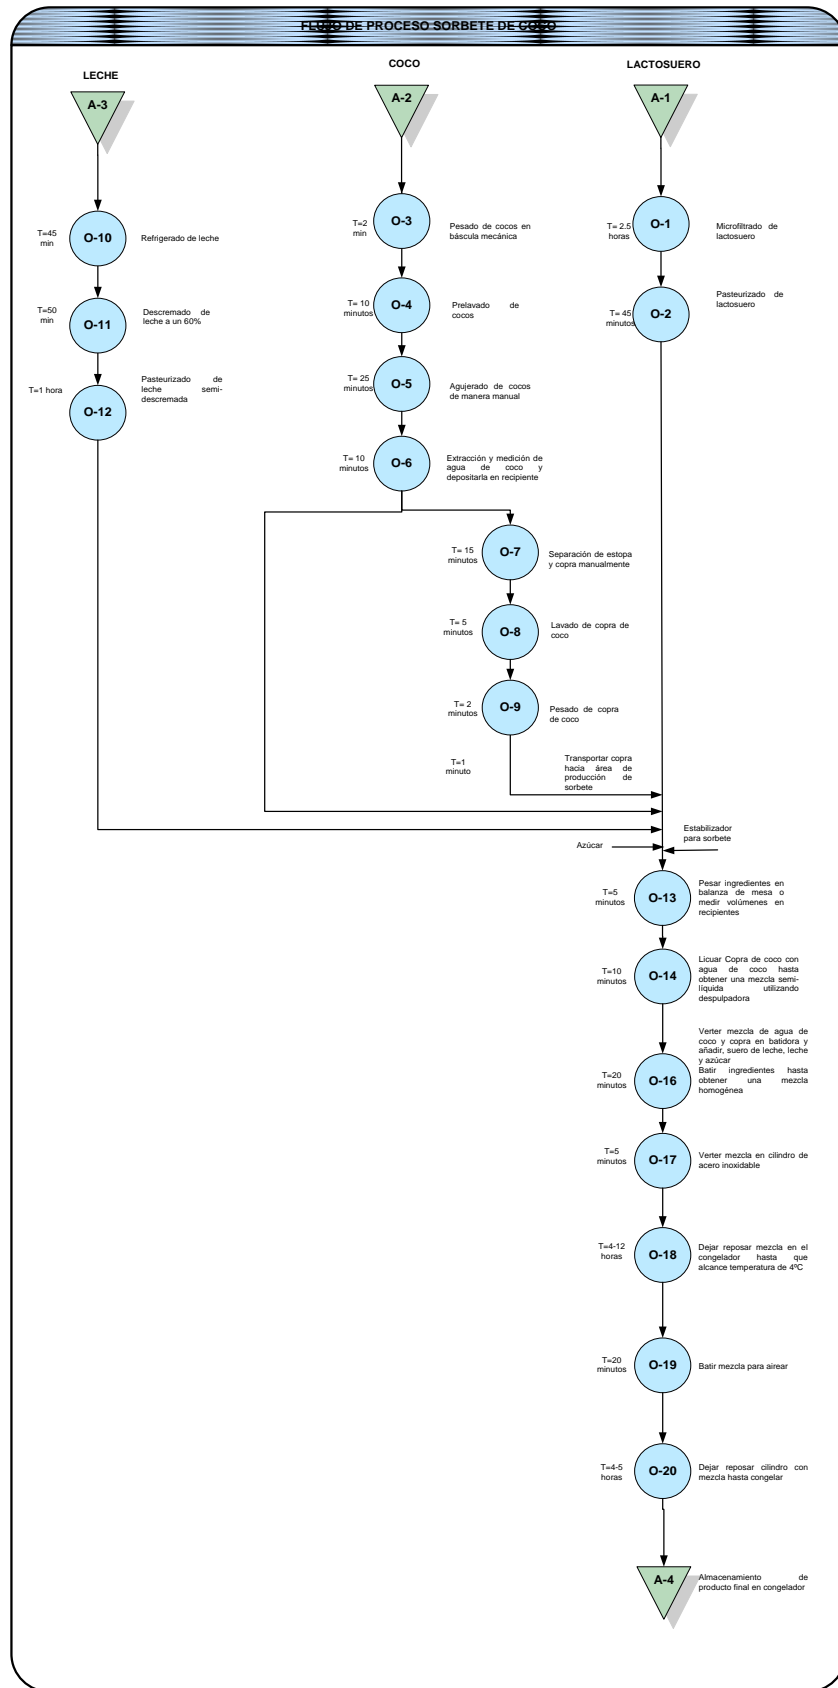 FLUJO DE PROCESO SORBETE DE COCO
LECHE
COCO
LACTOSUERO
A-3
A-2
A-1
T=45
min
O-10
Refrigerado de leche
T=50
min
O-11
Descremado de
leche a un 60%
T=1 hora
O-12
Pasteurizado de
leche semi-
descremada
T=2
min
O-3
Pesado de cocos en
báscula mecánica
T= 10
minutos
O-4
Prelavado de
cocos
T= 25
minutos
O-5
Agujerado de cocos
de manera manual
T= 10
minutos
O-6
Extracción y medición de
agua de coco y
depositarla en recipiente
T= 15
minutos
O-7
Separación de estopa
y copra manualmente
T= 5
minutos
O-8
Lavado de copra de
coco
T= 2
minutos
O-9
Pesado de copra
de coco
T=1
minuto
Transportar copra
hacia área de
producción de
sorbete
T= 2.5
horas
O-1
Microfiltrado de
lactosuero
T= 45
minutos
O-2
Pasteurizado de
lactosuero
Azúcar
Estabilizador
para sorbete
T=5
minutos
O-13
Pesar ingredientes en
balanza de mesa o
medir volúmenes en
recipientes
T=10
minutos
O-14
Licuar Copra de coco con
agua de coco hasta
obtener una mezcla semi-
líquida utilizando
despulpadora
T=20
minutos
O-16
Verter mezcla de agua de
coco y copra en batidora y
añadir, suero de leche, leche
y azúcar
Batir ingredientes hasta
obtener una mezcla
homogénea
T=5
minutos
O-17
Verter mezcla en cilindro de
acero inoxidable
T=4-12
horas
O-18
Dejar reposar mezcla en el
congelador hasta que
alcance temperatura de 4ºC
T=20
minutos
O-19
Batir mezcla para airear
T=4-5
horas
O-20
Dejar reposar cilindro con
mezcla hasta congelar
A-4
Almacenamiento de
producto final en congelador